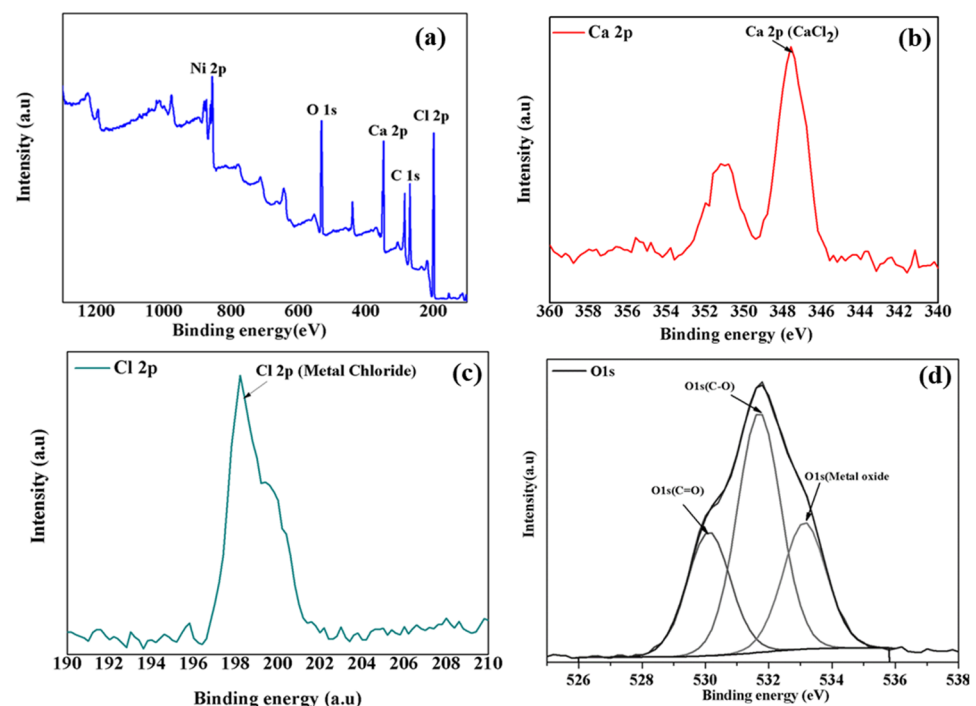 (a)
Ni 2p
O 1s
Ca 2p
C 1s
Cl 2p
Intensity (a.u)
1200 1000 800 600 400 200
Binding energy(eV)
Ca 2p
Ca 2p (CaCl2)
(b)
Intensity (a.u)
360 358 356 354 352 350 348 346 344 342 340
Binding energy (eV)
Cl 2p
Cl 2p (Metal Chloride)
(c)
Intensity (a.u)
190 192 194 196 198 200 202 204 206 208 210
Binding energy (a.u)
O1s
(d)
O1s(C-O)
O1s(C=O)
O1s(Metal oxide
Intensity(a.u)
526 528 530 532 534 536 538
Binding energy (eV)